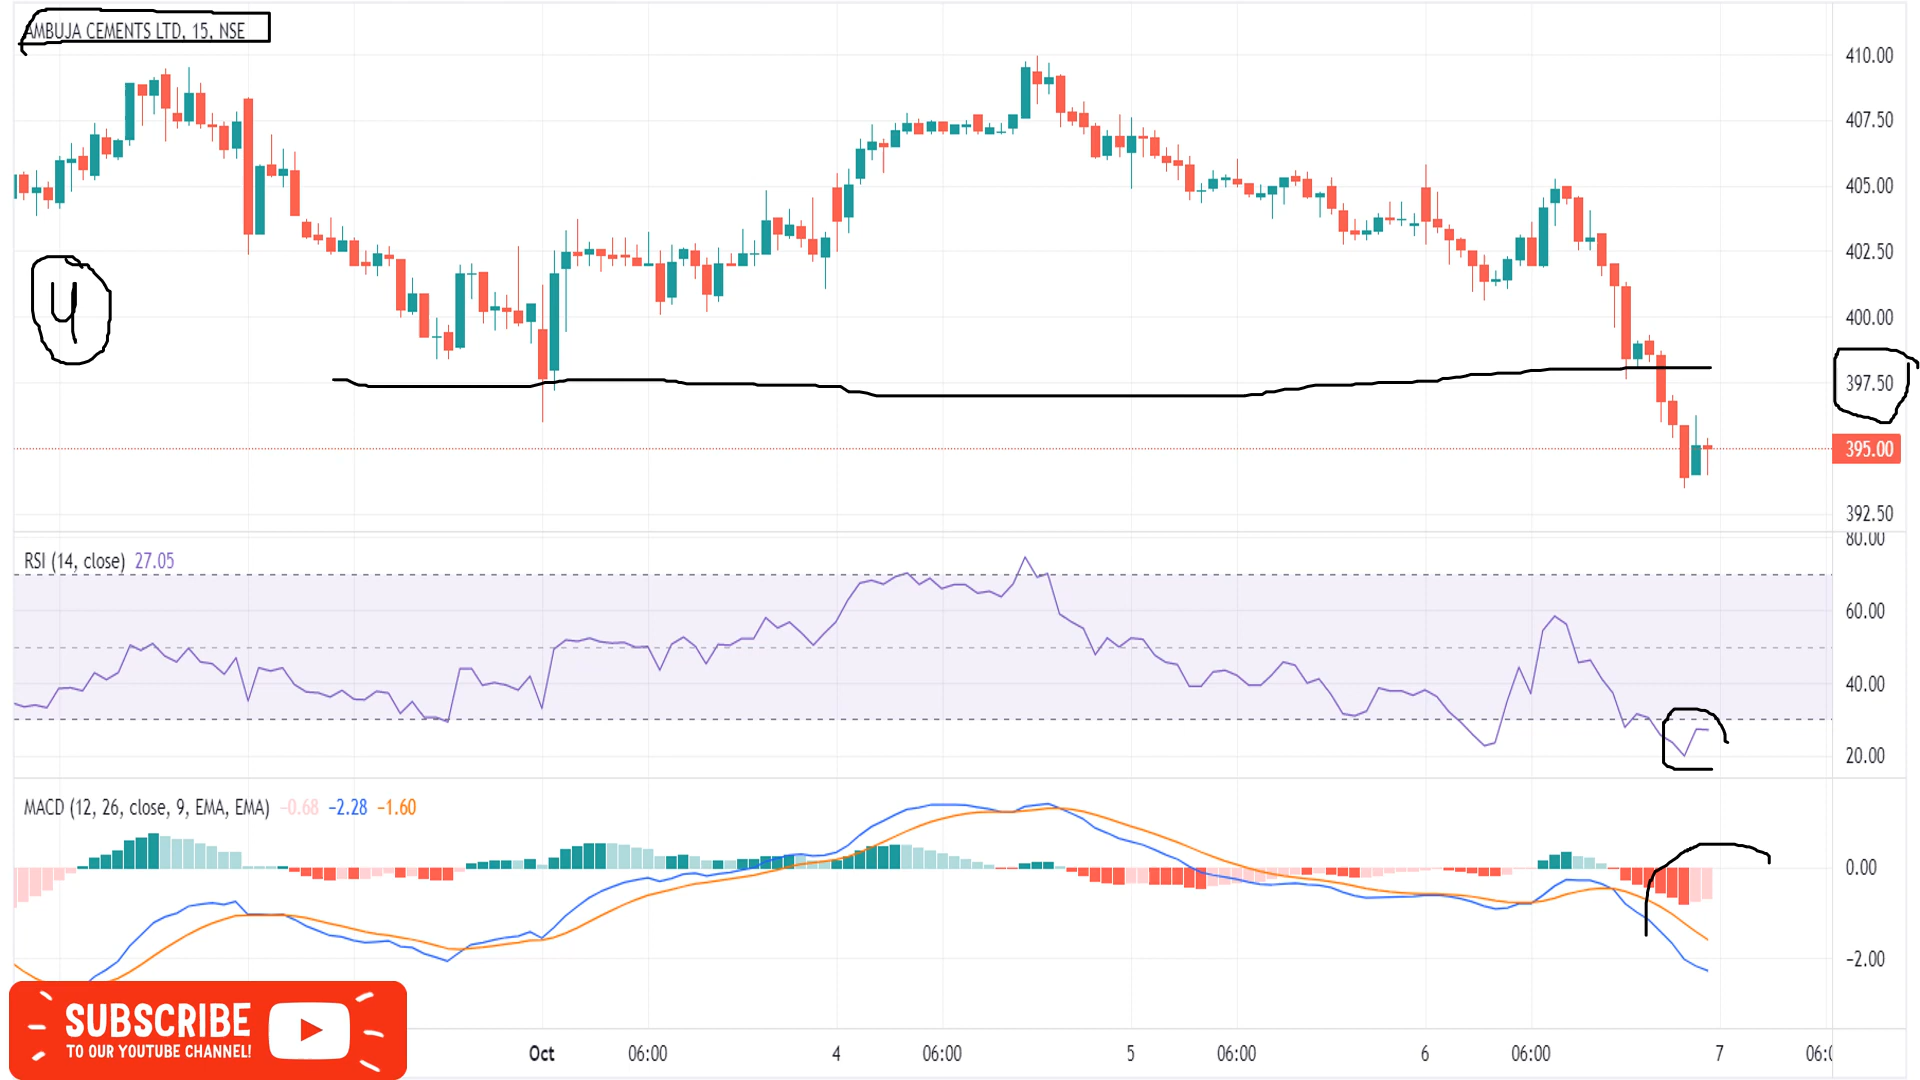 AMBUJA CEMENTS LTD, 15, NSE
410.00
407.50
405.00
402.50
4
400.00
397.50
395.00
392.50
80.00
RSI (14, close) 27.05
60.00
40.00
20.00
MACD (12, 26, close, 9, EMA, EMA) −0.68 −2.28 −1.60
0.00
−2.00
SUBSCRIBE
TO OUR YOUTUBE CHANNEL!
Oct 06:00 4 06:00 5 06:00 6 06:00 7